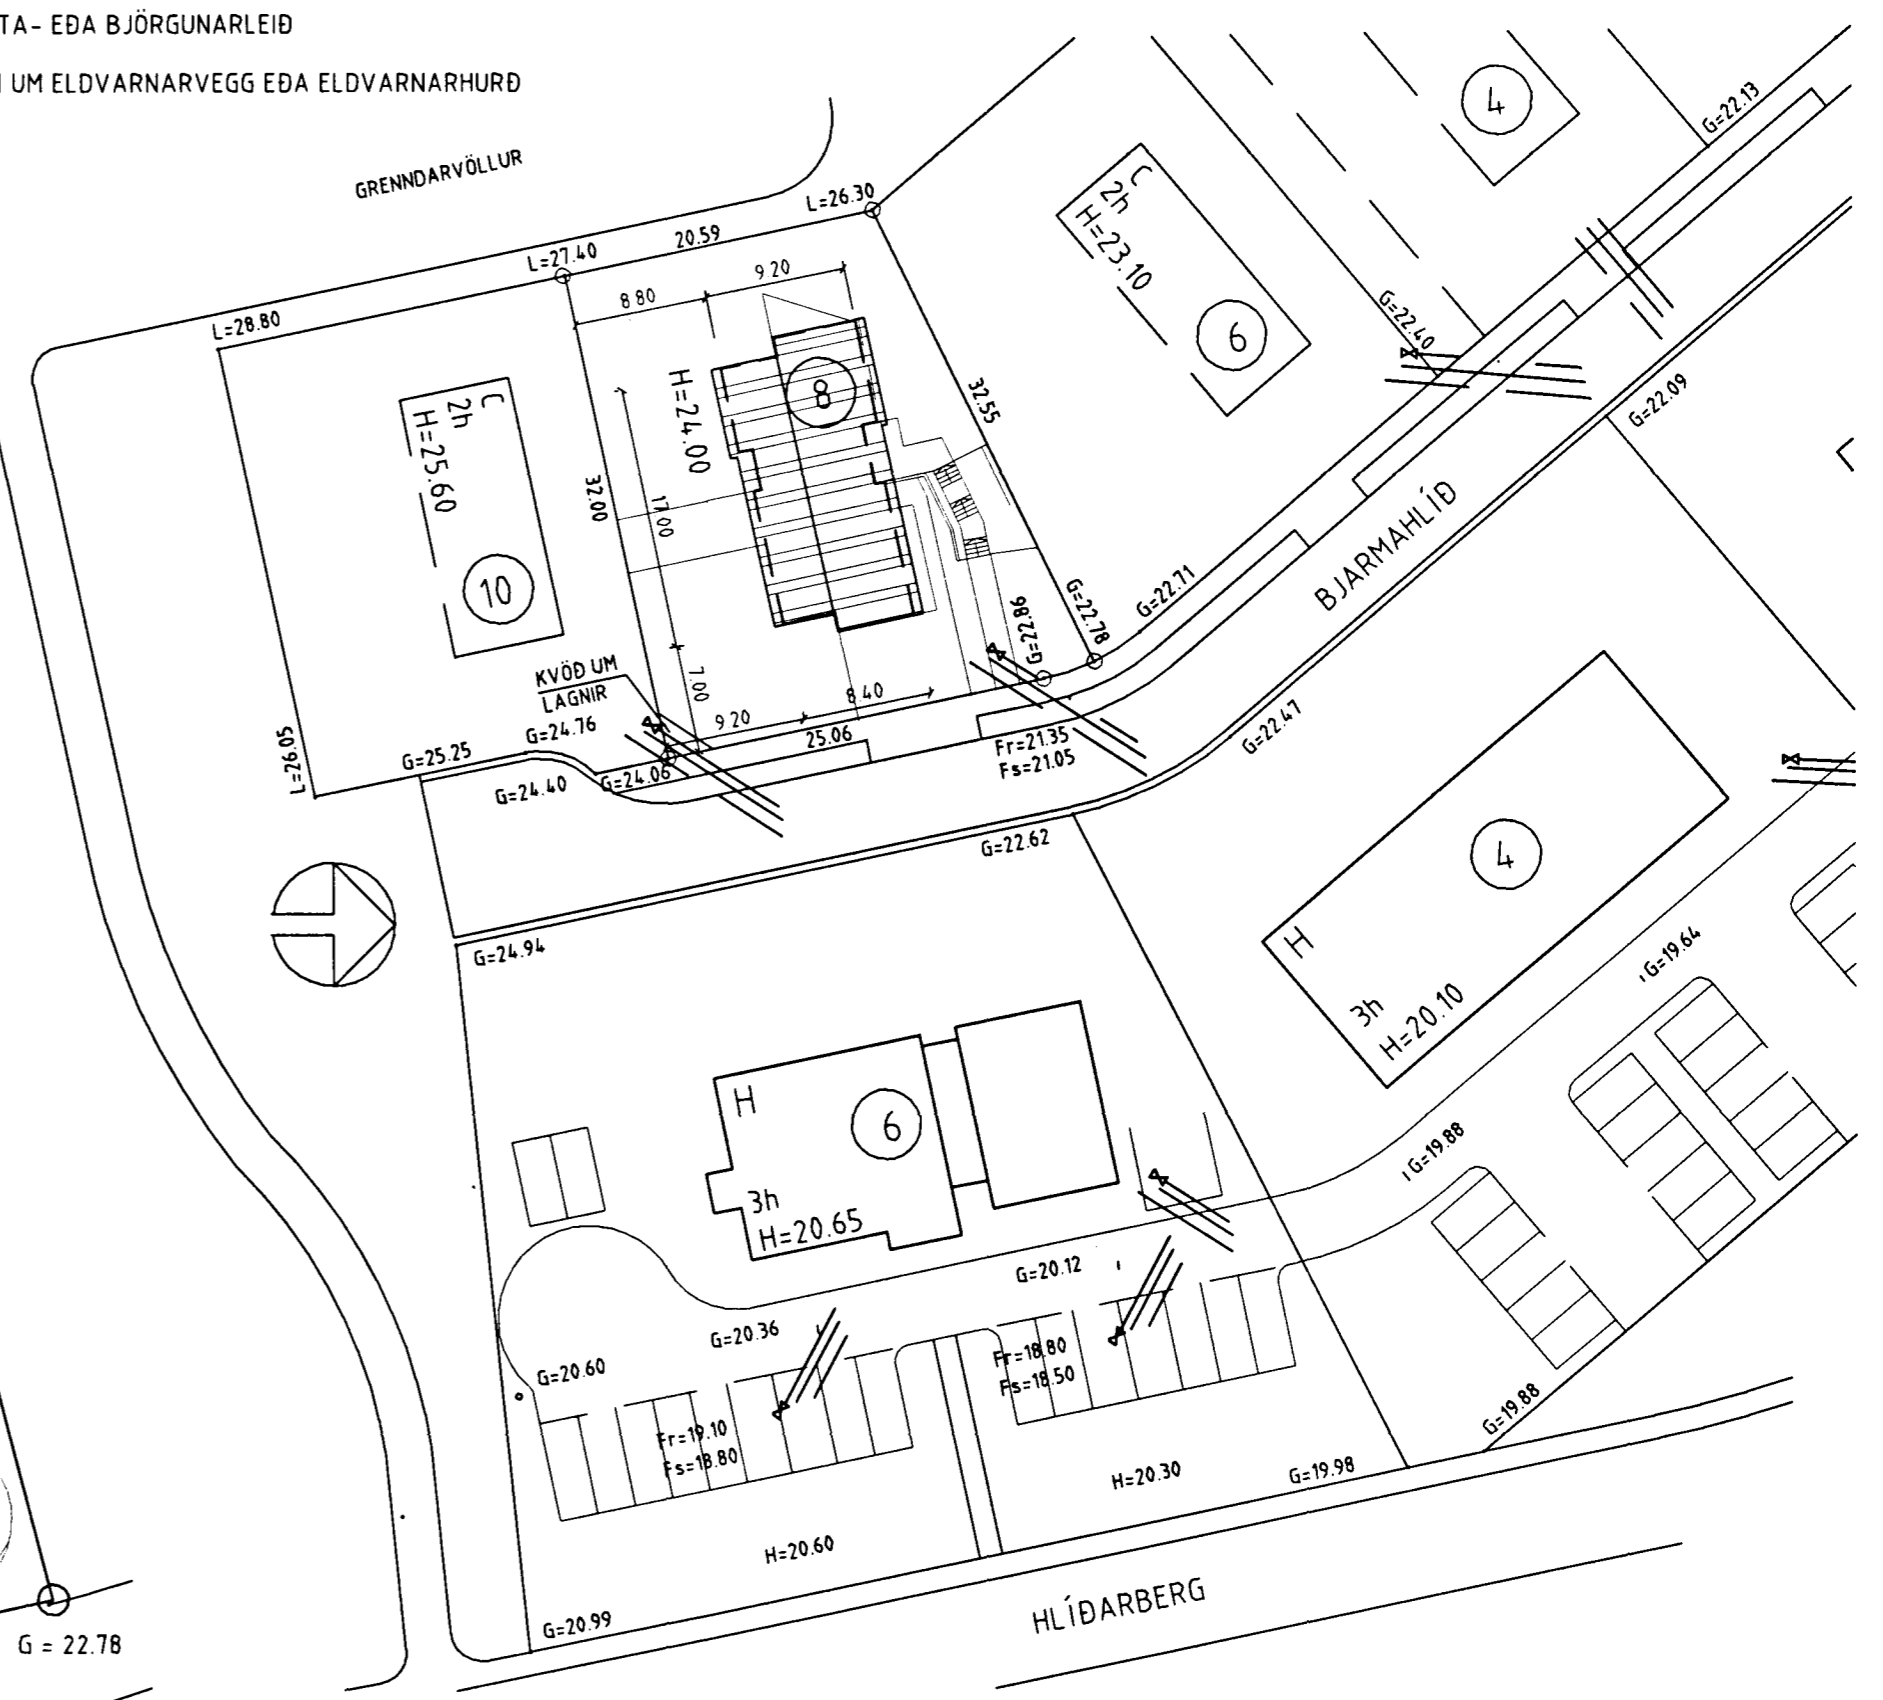 TA- EÐA BJÖRGUNARLEIÐ
UM ELDVARNARVEGG EÐA ELDVARNARHURÐ
GRENNDARVÖLLUR
L=26.30
L=27.40
20.59
L=28.80
8.80
9.20
C
2h
H=25.60
10
H=24.00
8
32.00
17.00
7.00
32.55
C
2h
H=23.10
6
4
G=22.13
G=22.40
G=22.09
BJARMAHLÍÐ
G=22.71
G=22.78
G=22.86
KVÖÐ UM
LAGNIR
9.20
8.40
25.06
L=26.05
G=25.25
G=24.76
G=24.40
G=24.06
Fr=21.35
Fs=21.05
G=22.47
G=22.62
G=24.94
H
6
3h
H=20.65
H
4
3h
H=20.10
G=19.64
G=19.88
G=20.12
G=20.36
G=20.60
Fr=18.80
Fs=18.50
Fr=19.10
Fs=18.80
H=20.30
G=19.98
G=19.88
H=20.60
G=20.99
HLÍÐARBERG
G = 22.78